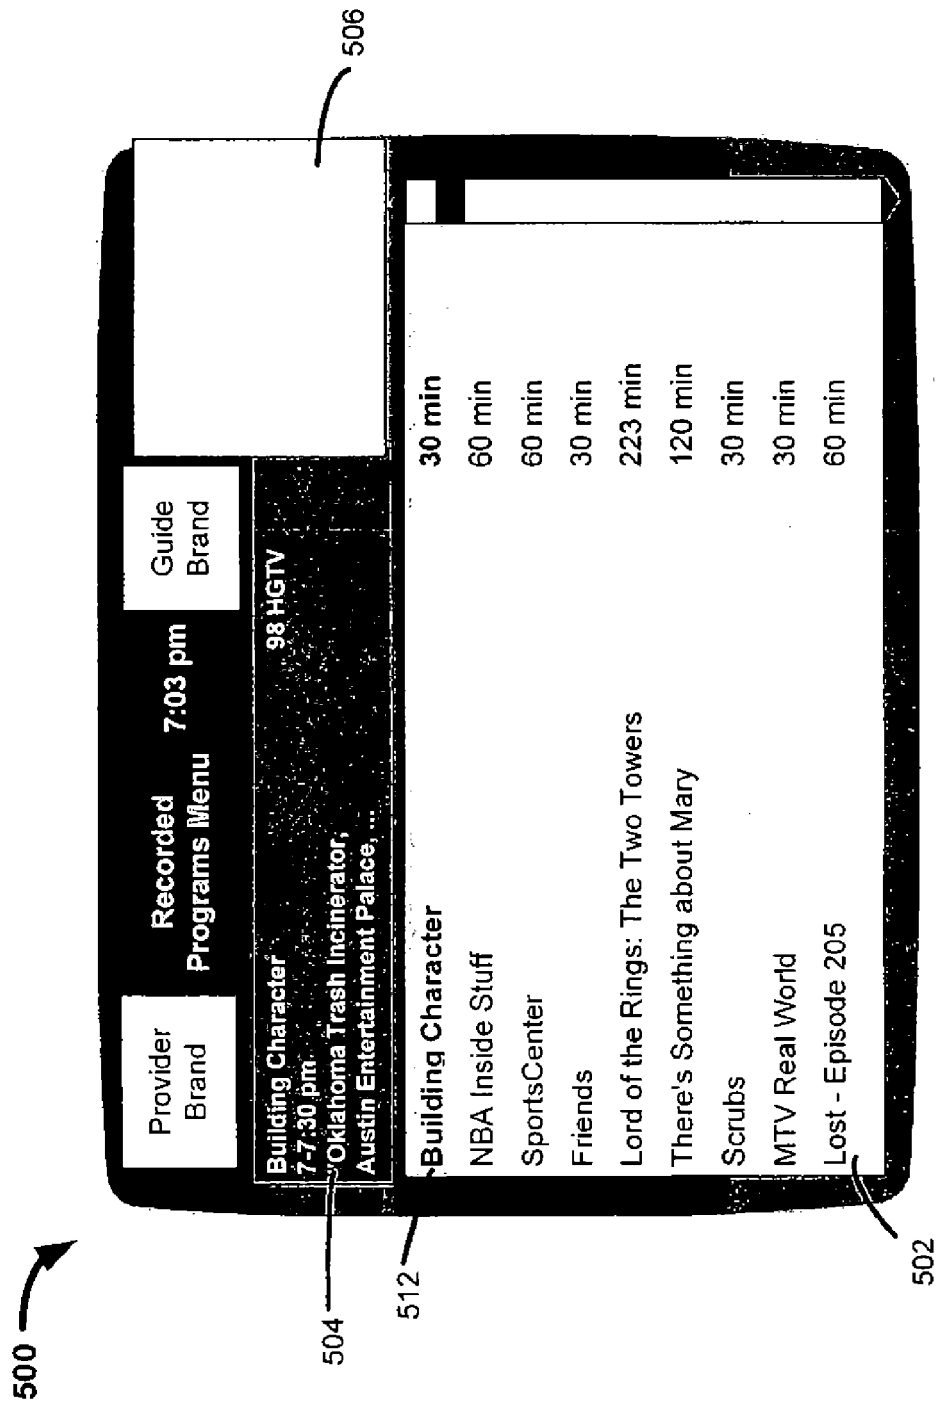 500
506
Provider
Brand
Recorded
Programs Menu
7:03 pm
Guide
Brand
Building Character
98 HGTV
7-7:30 pm
Oklahoma Trash Incinerator;
Austin Entertainment Palace, ...
504
512
Building Character 30 min
NBA Inside Stuff 60 min
SportsCenter 60 min
Friends 30 min
Lord of the Rings: The Two Towers 223 min
There's Something about Mary 120 min
Scrubs 30 min
MTV Real World 30 min
Lost - Episode 205 60 min
502